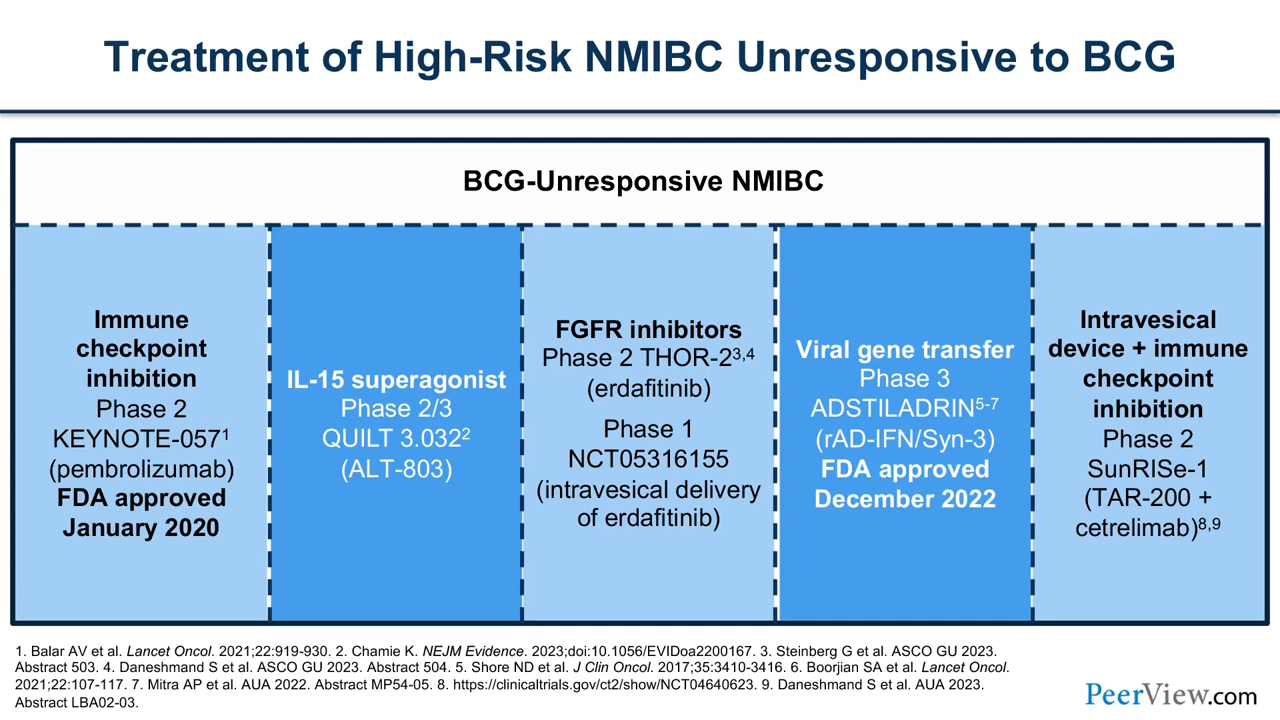 Treatment of High-Risk NMIBC Unresponsive to BCG
BCG-Unresponsive NMIBC
Immune
checkpoint
inhibition
Phase 2
KEYNOTE-057¹
(pembrolizumab)
FDA approved
January 2020
IL-15 superagonist
Phase 2/3
QUILT 3.032²
(ALT-803)
FGFR inhibitors
Phase 2 THOR-2³,⁴
(erdafitinib)
Phase 1
NCT05316155
(intravesical delivery
of erdafitinib)
Viral gene transfer
Phase 3
ADSTILADRIN⁵-⁷
(rAD-IFN/Syn-3)
FDA approved
December 2022
Intravesical
device + immune
checkpoint
inhibition
Phase 2
SunRISe-1
(TAR-200 +
cetrelimab)⁸,⁹
1. Balar AV et al. Lancet Oncol. 2021;22:919-930. 2. Chamie K. NEJM Evidence. 2023;doi:10.1056/EVIDoa2200167. 3. Steinberg G et al. ASCO GU 2023.
Abstract 503. 4. Daneshmand S et al. ASCO GU 2023. Abstract 504. 5. Shore ND et al. J Clin Oncol. 2017;35:3410-3416. 6. Boorjian SA et al. Lancet Oncol.
2021;22:107-117. 7. Mitra AP et al. AUA 2022. Abstract MP54-05. 8. https://clinicaltrials.gov/ct2/show/NCT04640623. 9. Daneshmand S et al. AUA 2023.
Abstract LBA02-03.
PeerView.com